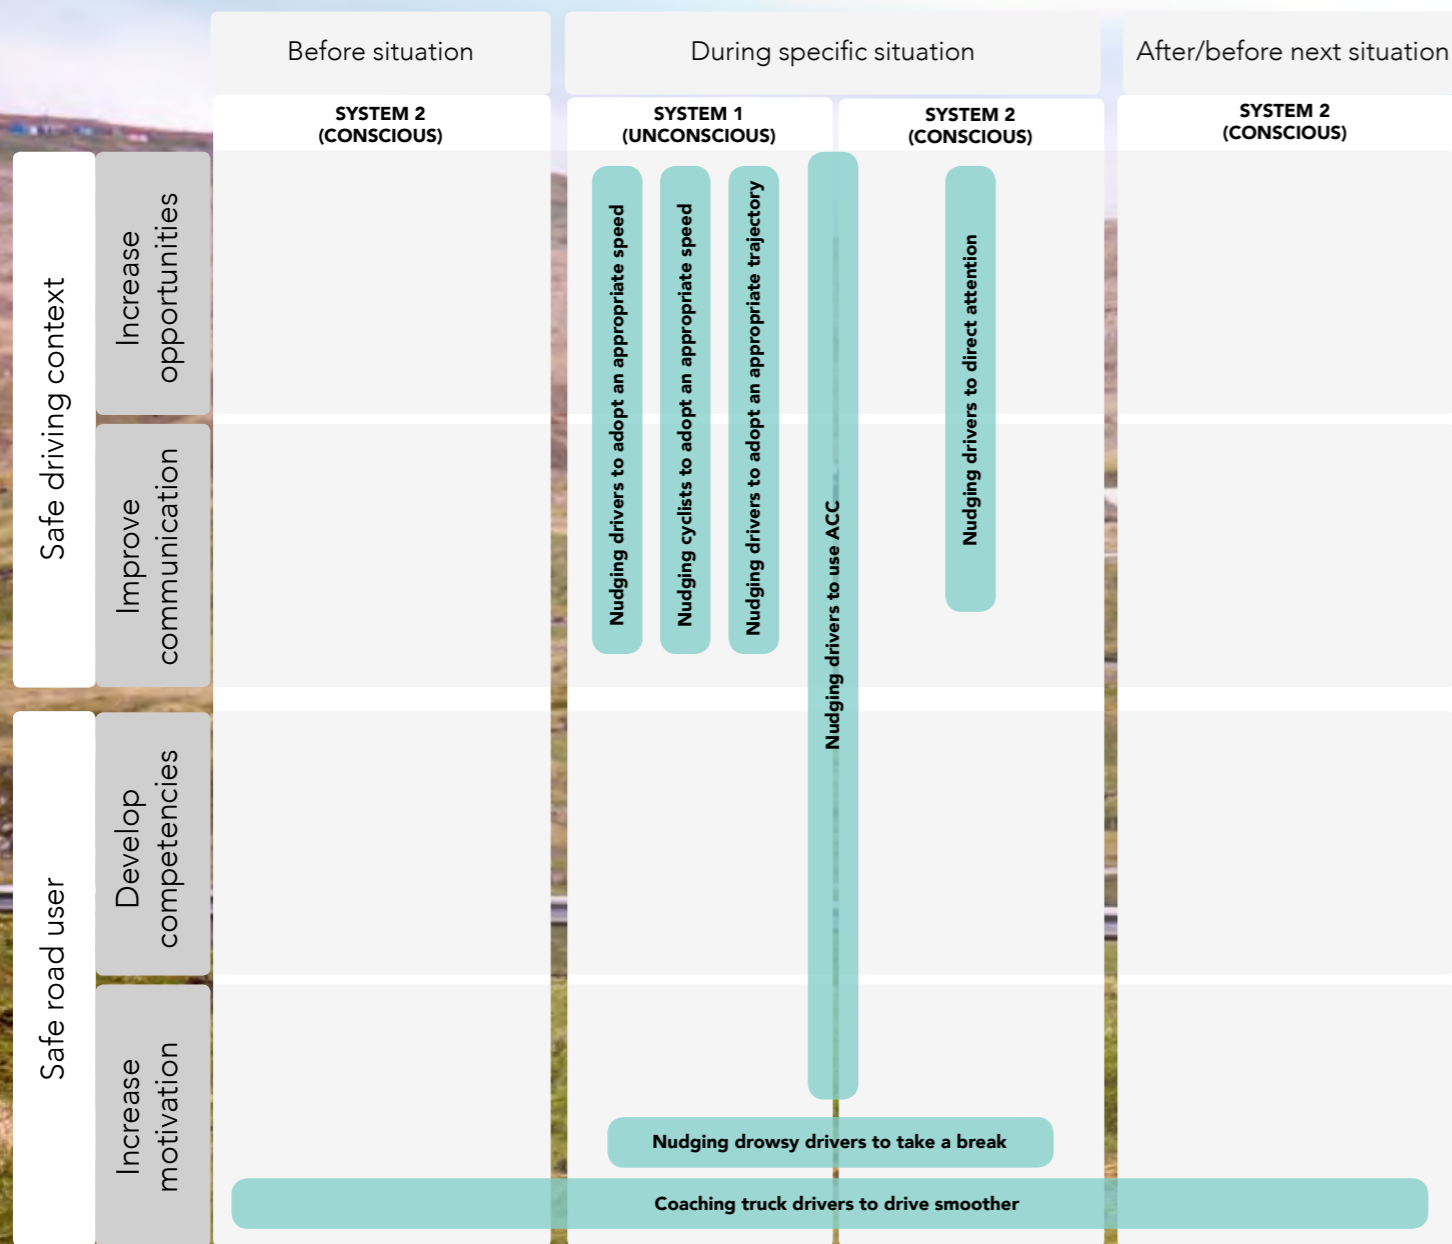 Before situation
During specific situation
After/before next situation
SYSTEM 2
(CONSCIOUS)
SYSTEM 1
(UNCONSCIOUS)
SYSTEM 2
(CONSCIOUS)
SYSTEM 2
(CONSCIOUS)
Safe driving context
Increase
opportunities
Improve
communication
Nudging drivers to adopt an appropriate speed
Nudging cyclists to adopt an appropriate speed
Nudging drivers to adopt an appropriate trajectory
Nudging drivers to use ACC
Nudging drivers to direct attention
Safe road user
Develop
competencies
Increase
motivation
Nudging drowsy drivers to take a break
Coaching truck drivers to drive smoother